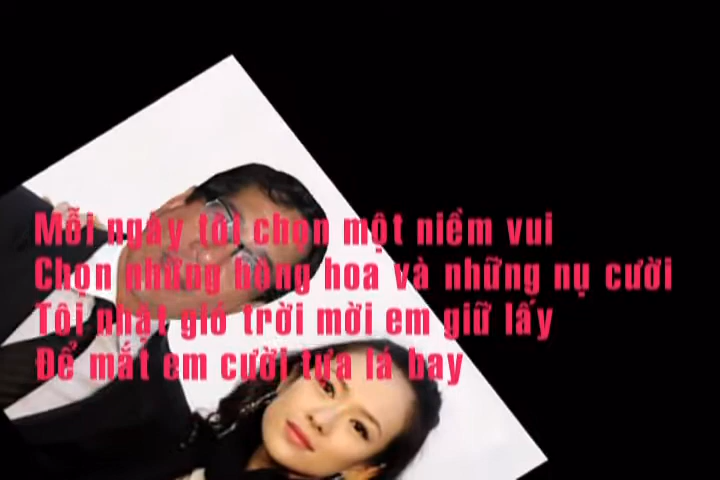 Mỗi ngày tôi chọn một niềm vui
Chọn những bông hoa và những nụ cười
Tôi nhặt gió trời mời em giữ lấy
Để mắt em cười tựa lá bay